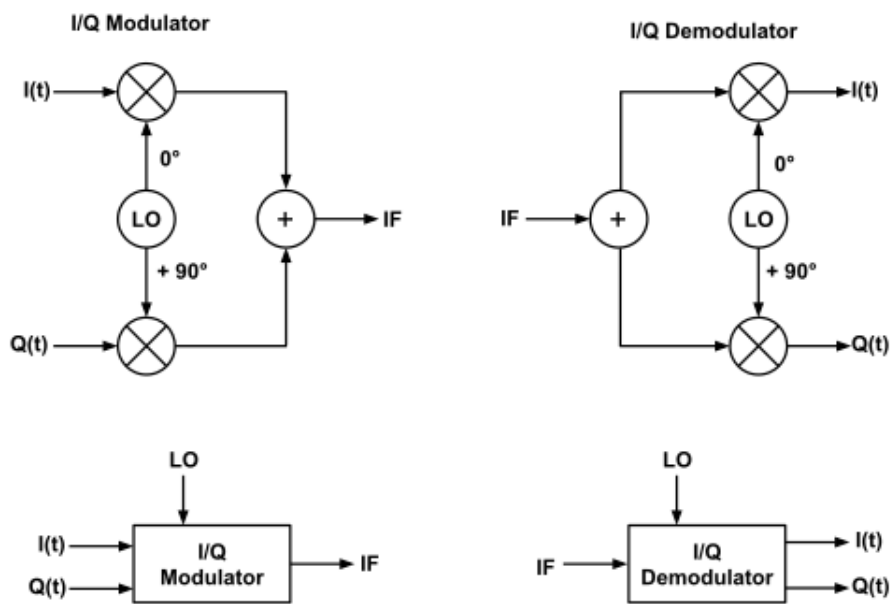 I/Q Modulator
I(t)
0°
LO
+
IF
+ 90°
Q(t)
I/Q Demodulator
I(t)
0°
IF
+
LO
+ 90°
Q(t)
LO
I(t)
Q(t)
I/Q
Modulator
IF
LO
IF
I/Q
Demodulator
I(t)
Q(t)